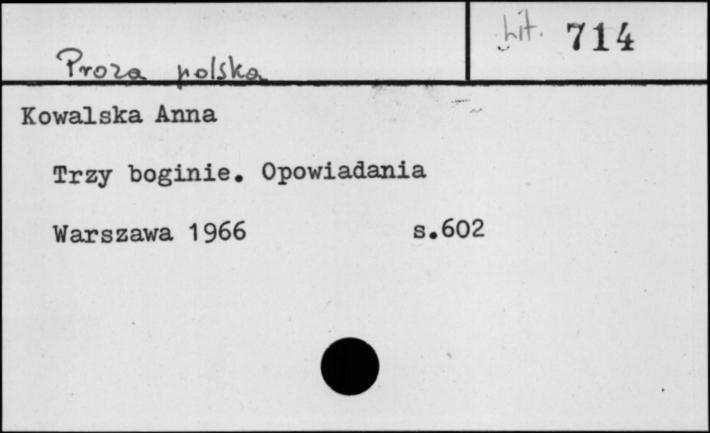 Lit. 714
Proza polska
Kowalska Anna
Trzy boginie. Opowiadania
Warszawa 1966 s.602